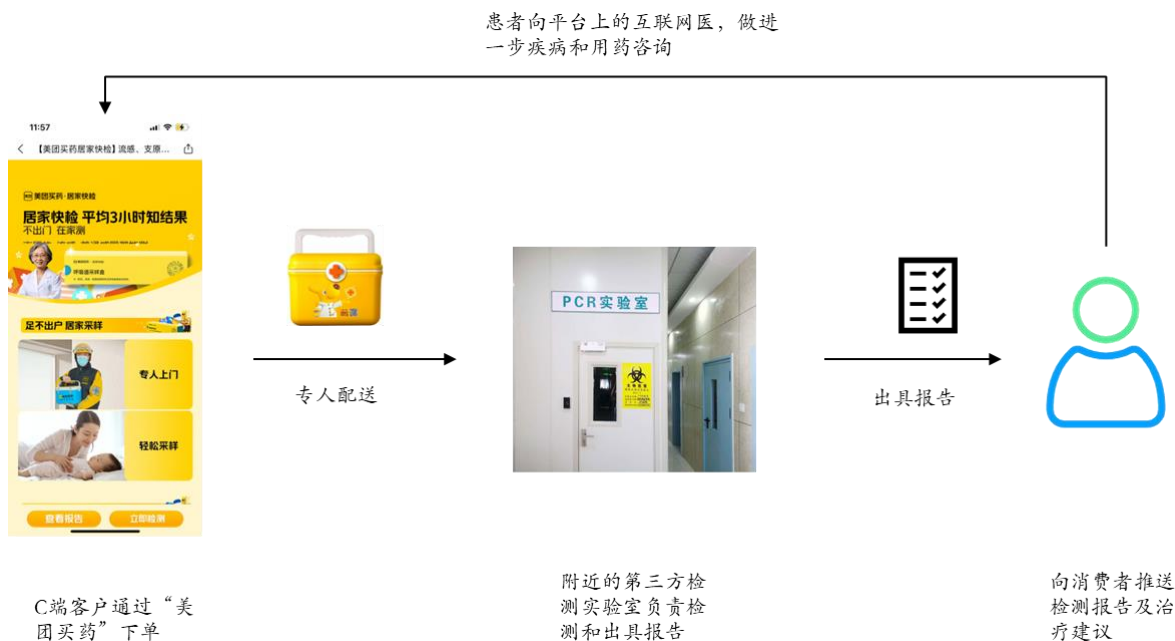 患者向平台上的互联网医，做进
一步疾病和用药咨询
11:57
【美团买药居家快检】流感、支原...
美团买药·居家快检
居家快检 平均3小时知结果
不出门 在家测
呼吸道采样盒
足不出户 居家采样
专人上门
轻松采样
查看报告
立即检测
专人配送
PCR实验室
出具报告
C端客户通过“美
团买药”下单
附近的第三方检
测实验室负责检
测和出具报告
向消费者推送
检测报告及治
疗建议